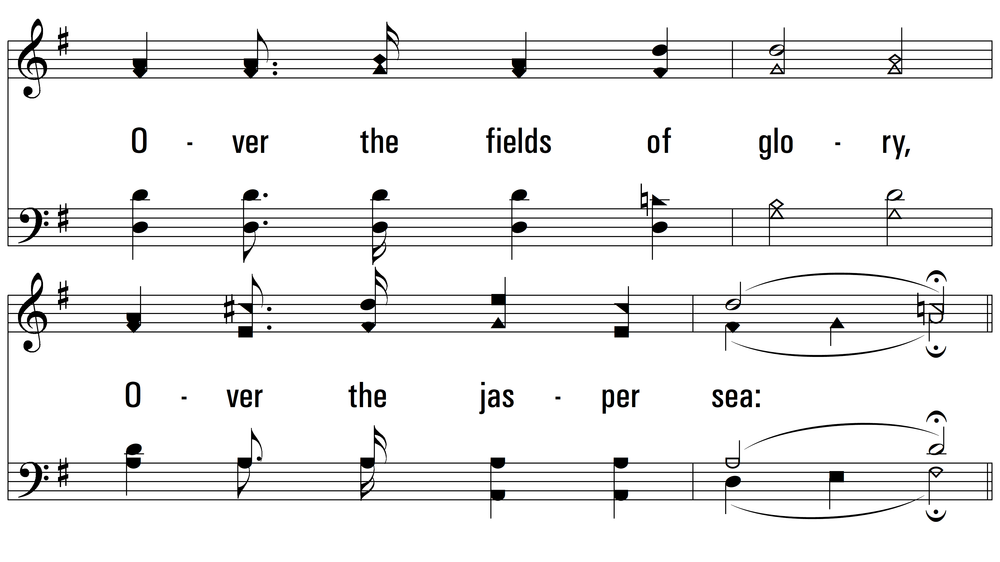 O - ver the fields of glo - ry,
O - ver the jas - per sea: